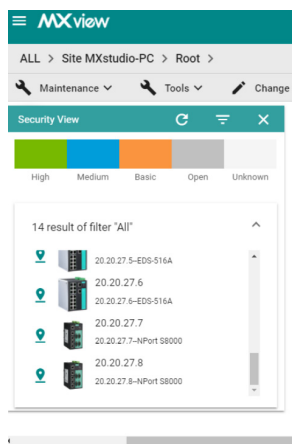 MXview
ALL > Site MXstudio-PC > Root >
Maintenance Tools Change
Security View
High Medium Basic Open Unknown
14 result of filter "All"
20.20.27.5--EDS-516A
20.20.27.6
20.20.27.6--EDS-516A
20.20.27.7
20.20.27.7--NPort S8000
20.20.27.8
20.20.27.8--NPort S8000